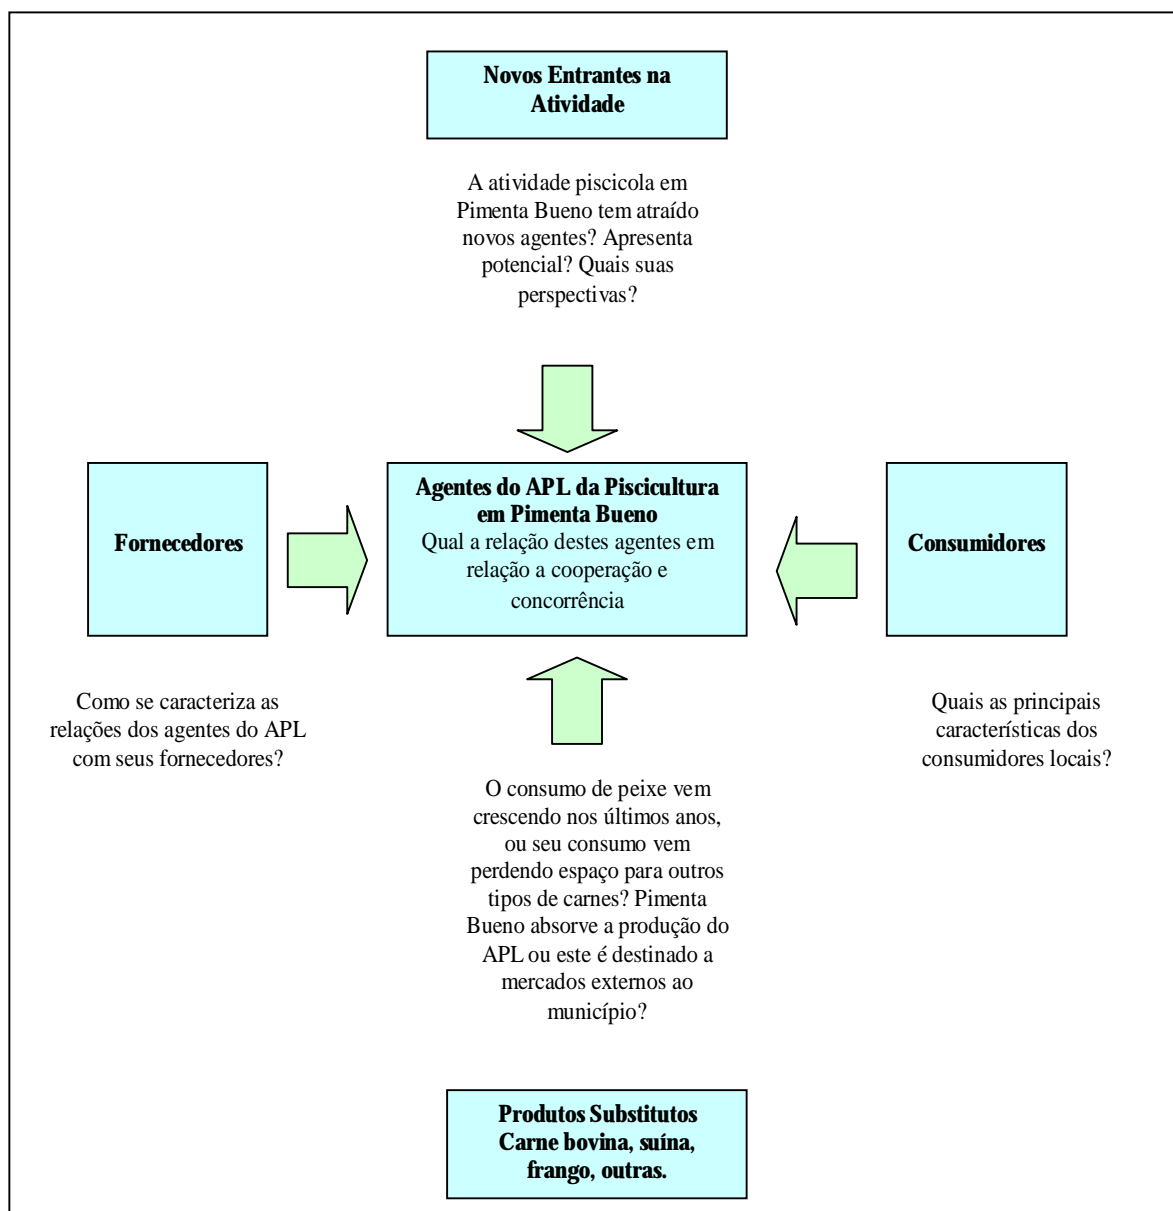 Novos Entrantes na
Atividade
A atividade piscicola em
Pimenta Bueno tem atraído
novos agentes? Apresenta
potencial? Quais suas
perspectivas?
Fornecedores
Agentes do APL da Piscicultura
em Pimenta Bueno
Qual a relação destes agentes em
relação a cooperação e
concorrência
Consumidores
Como se caracteriza as
relações dos agentes do APL
com seus fornecedores?
Quais as principais
características dos
consumidores locais?
O consumo de peixe vem
crescendo nos últimos anos,
ou seu consumo vem
perdendo espaço para outros
tipos de carnes? Pimenta
Bueno absorve a produção do
APL ou este é destinado a
mercados externos ao
município?
Produtos Substitutos
Carne bovina, suína,
frango, outras.